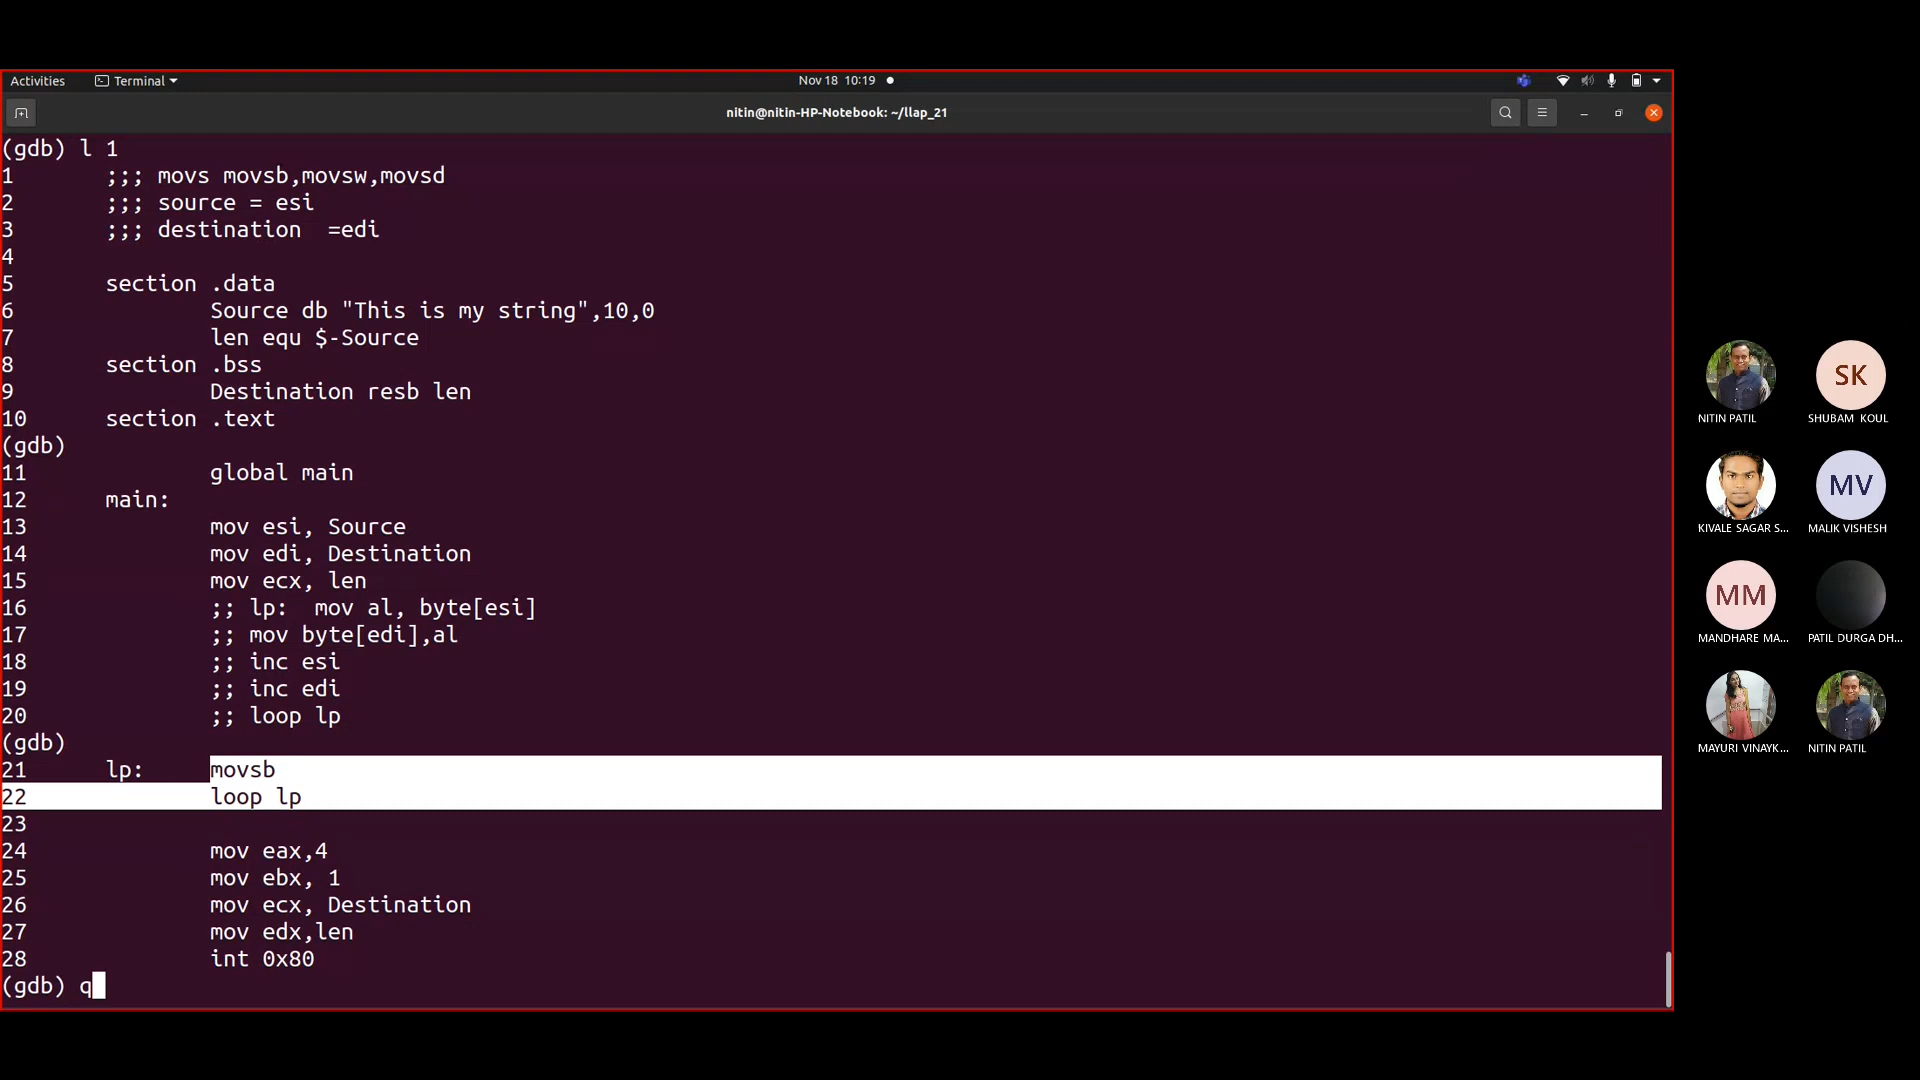 Activities Terminal Nov 18 10:19
nitin@nitin-HP-Notebook: ~/llap_21
(gdb) l 1
1 ;;; movs movsb,movsw,movsd
2 ;;; source = esi
3 ;;; destination =edi
4
5 section .data
6 Source db "This is my string",10,0
7 len equ $-Source
8 section .bss
9 Destination resb len
10 section .text
(gdb)
11 global main
12 main:
13 mov esi, Source
14 mov edi, Destination
15 mov ecx, len
16 ;; lp: mov al, byte[esi]
17 ;; mov byte[edi],al
18 ;; inc esi
19 ;; inc edi
20 ;; loop lp
(gdb)
21 lp: movsb
22 loop lp
23
24 mov eax,4
25 mov ebx, 1
26 mov ecx, Destination
27 mov edx,len
28 int 0x80
(gdb) q
NITIN PATIL
SK
SHUBAM KOUL
KIVALE SAGAR S...
MV
MALIK VISHESH
MM
MANDHARE MA...
PATIL DURGA DH...
MAYURI VINAYK...
NITIN PATIL